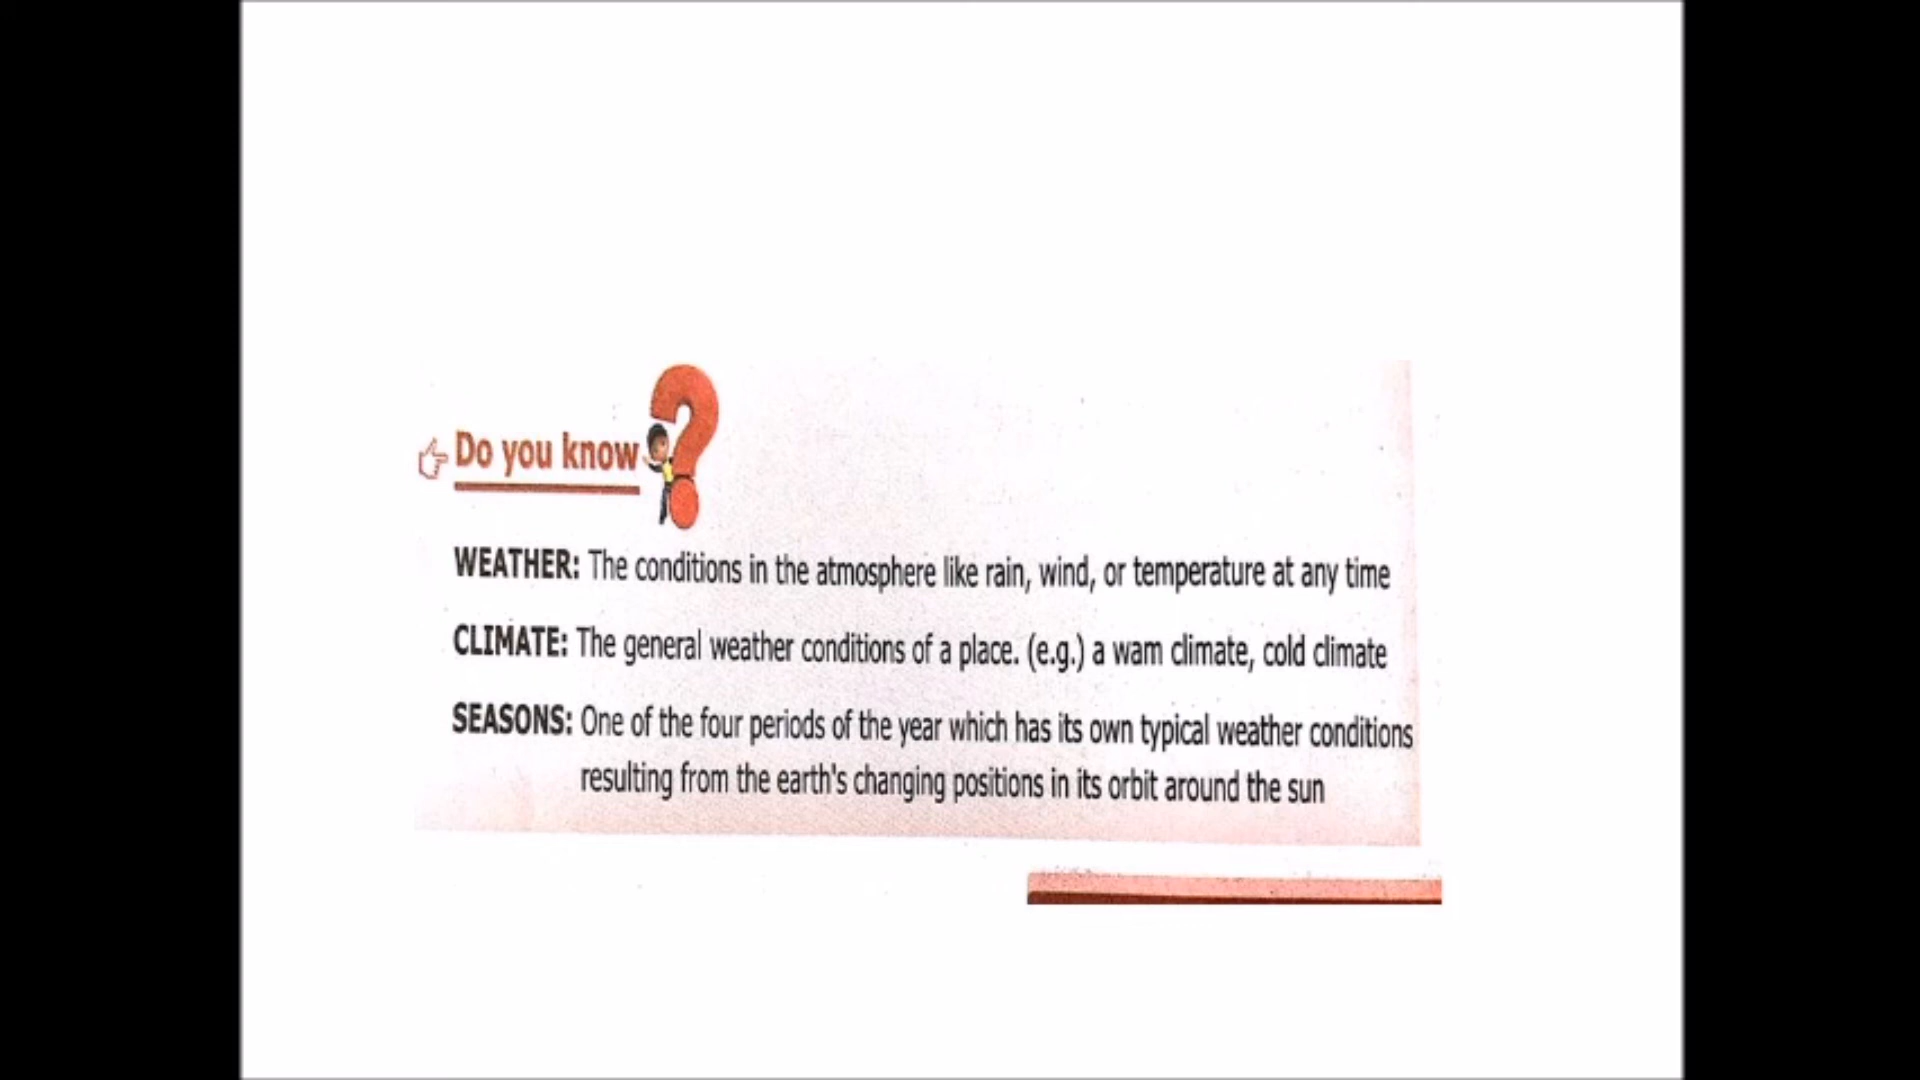 Do you know?
WEATHER: The conditions in the atmosphere like rain, wind, or temperature at any time
CLIMATE: The general weather conditions of a place. (e.g.) a wam climate, cold climate
SEASONS: One of the four periods of the year which has its own typical weather conditions
resulting from the earth's changing positions in its orbit around the sun